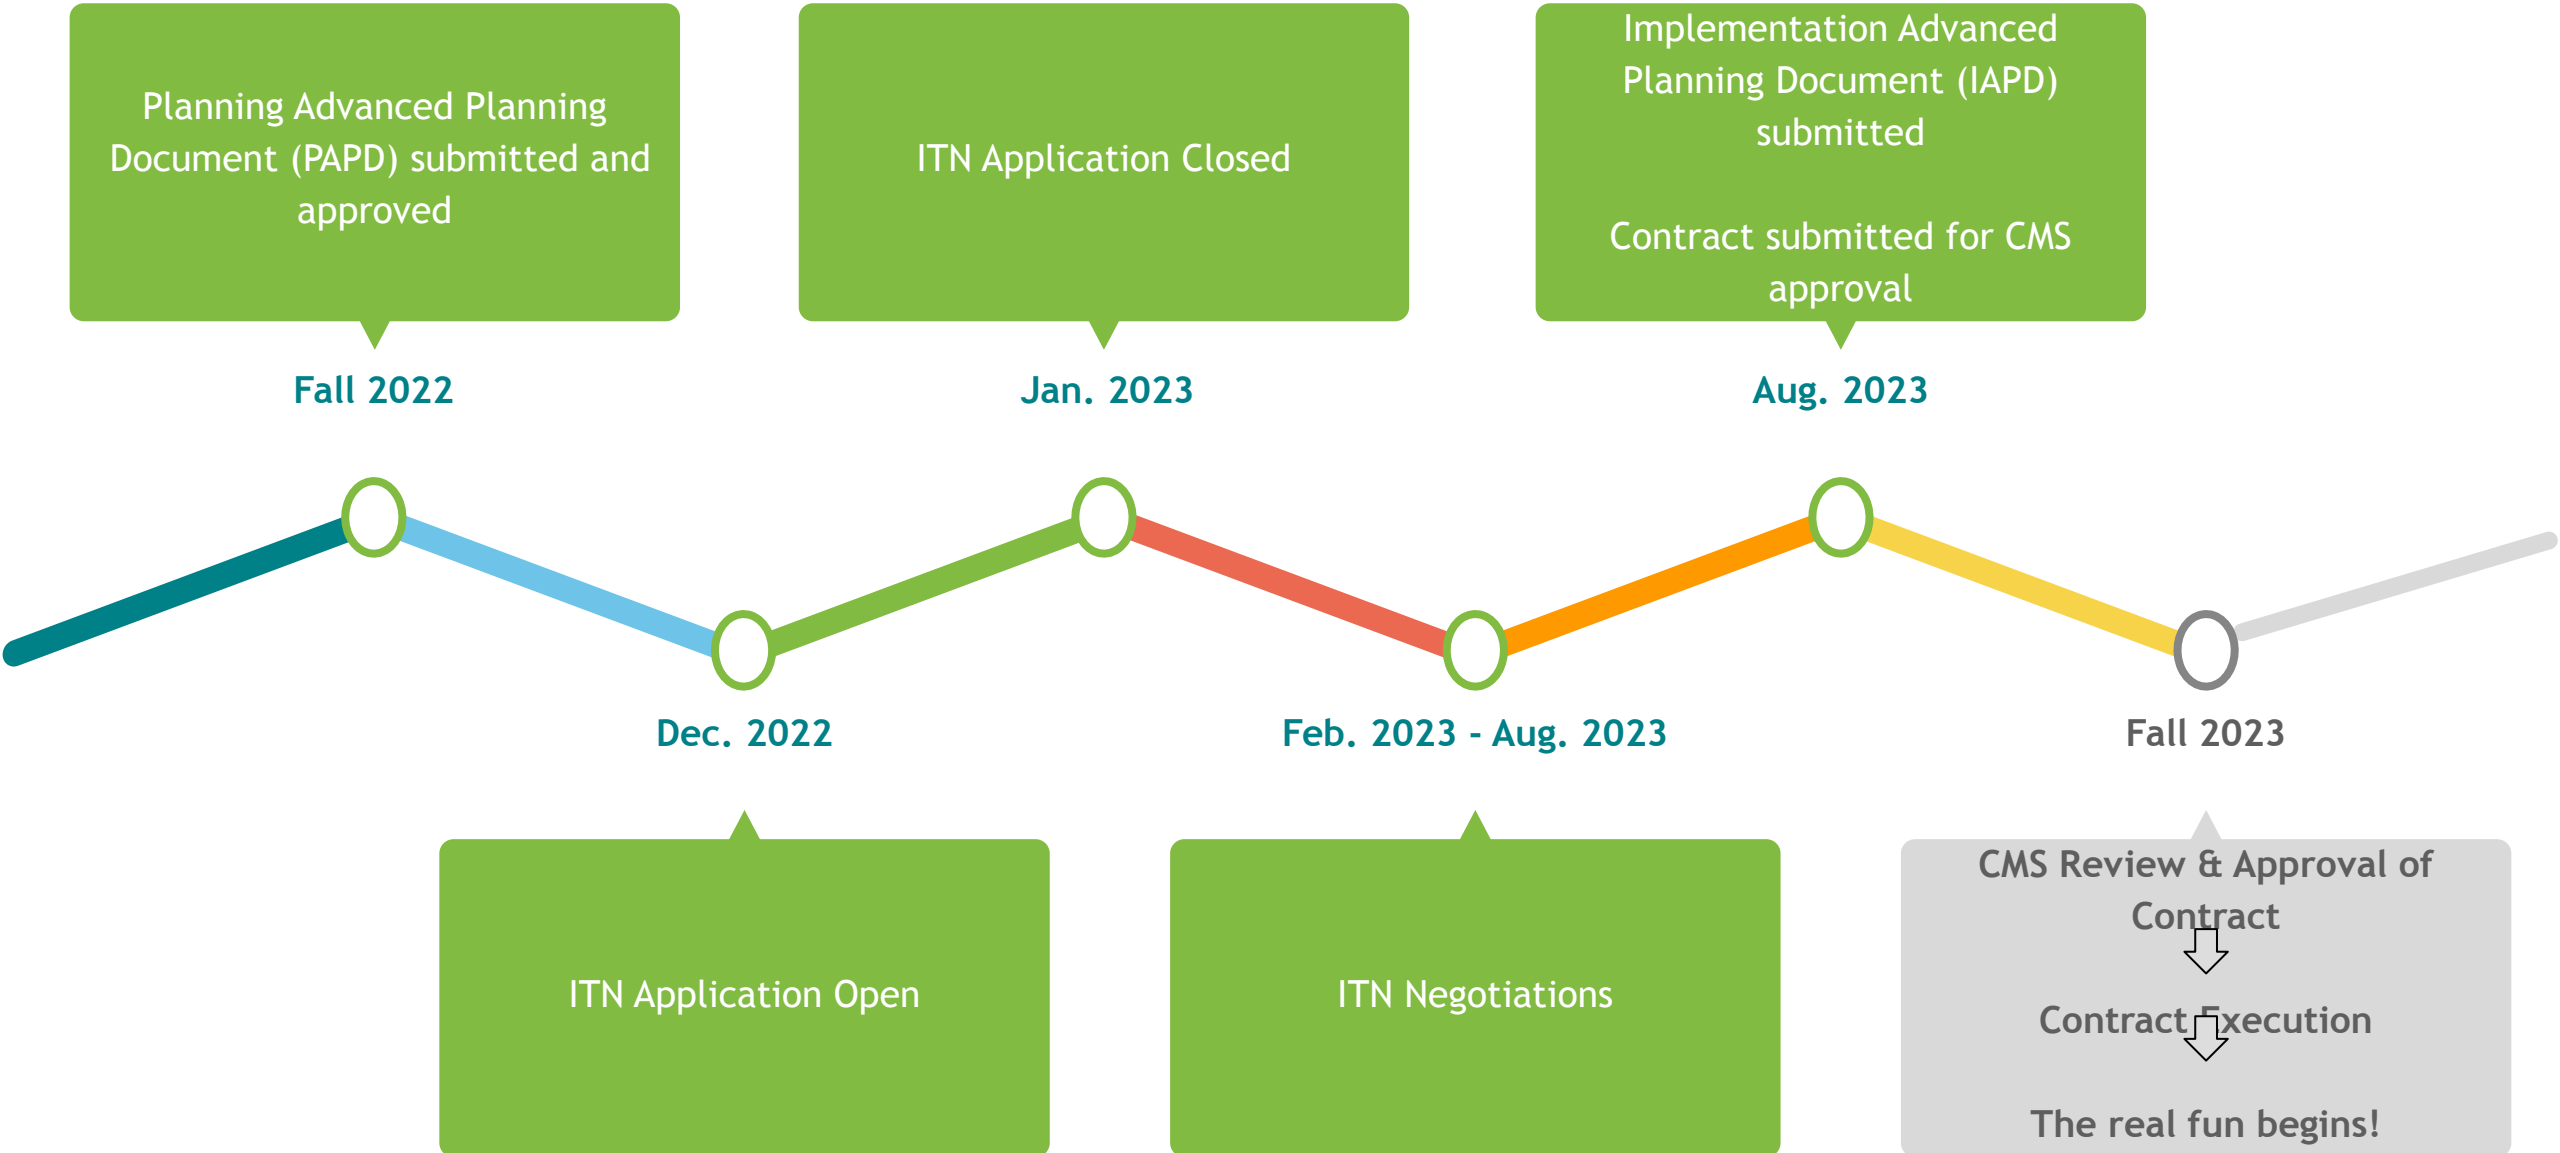 Planning Advanced Planning
Document (PAPD) submitted and
approved
Fall 2022
ITN Application Closed
Jan. 2023
Implementation Advanced
Planning Document (IAPD)
submitted
Contract submitted for CMS
approval
Aug. 2023
Dec. 2022
ITN Application Open
Feb. 2023 - Aug. 2023
ITN Negotiations
Fall 2023
CMS Review & Approval of
Contract
Contract Execution
The real fun begins!